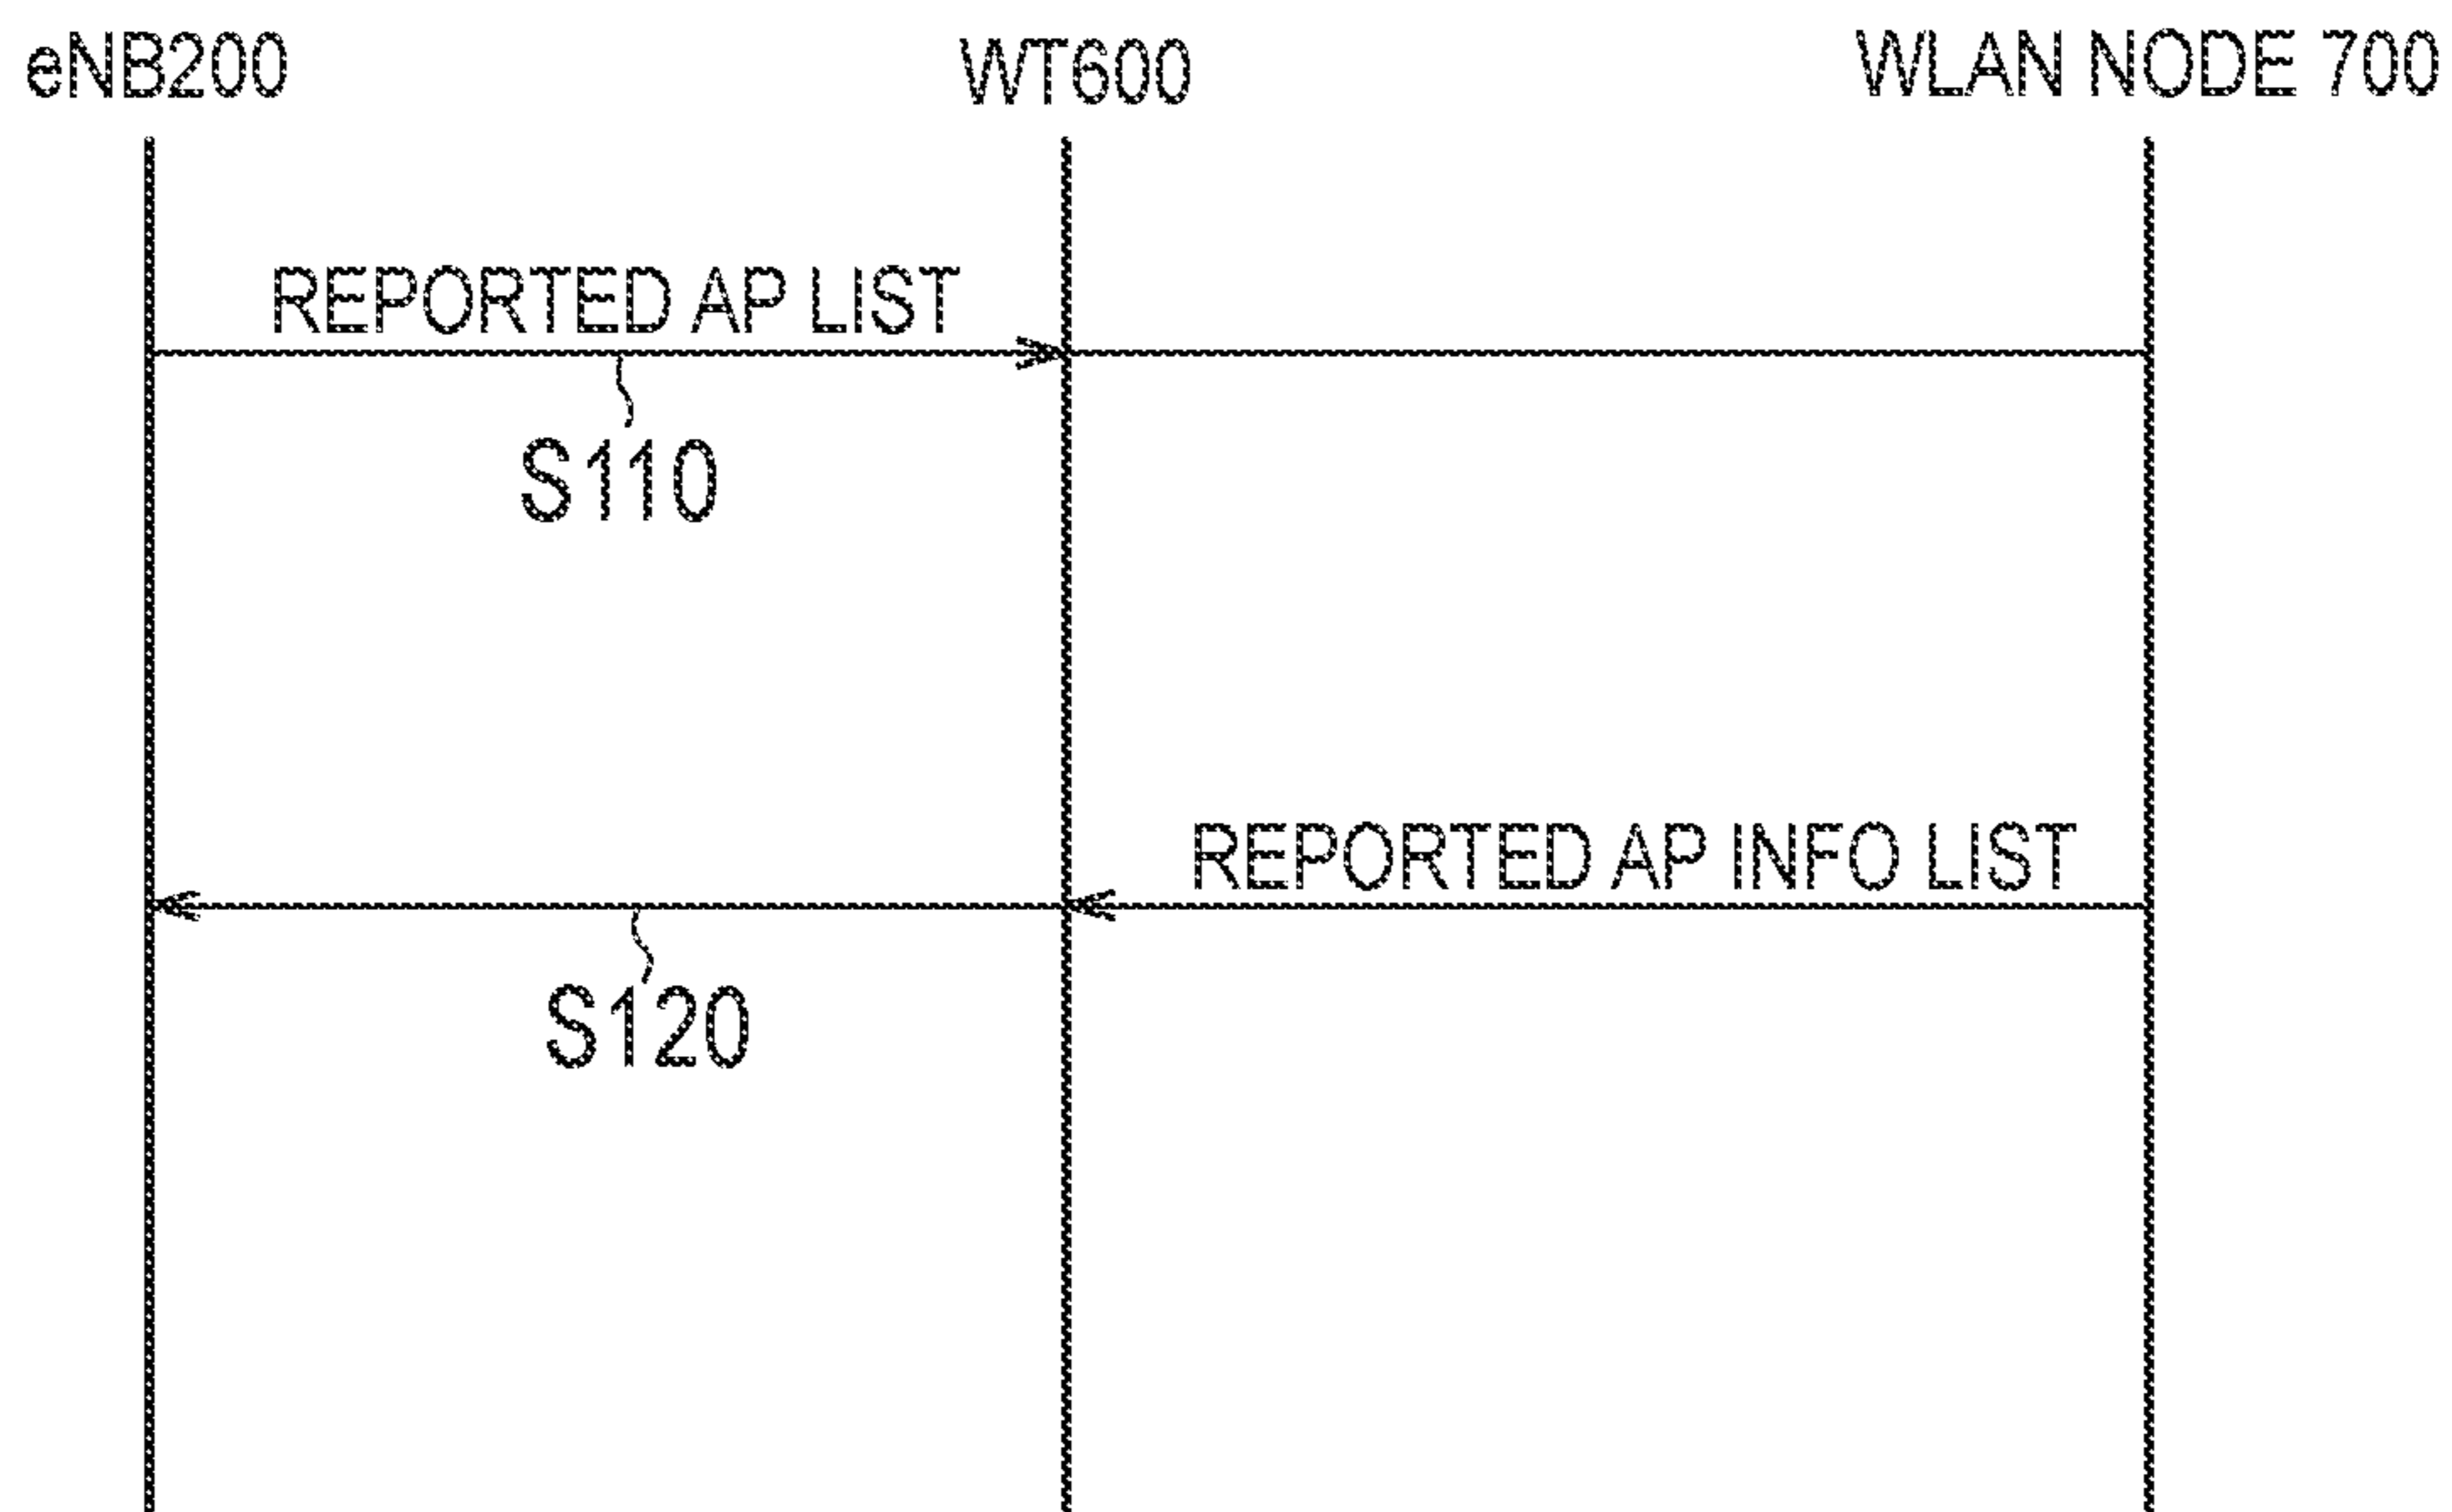 eNB200
WT600
WLAN NODE 700
REPORTED AP LIST
S110
REPORTED AP INFO LIST
S120